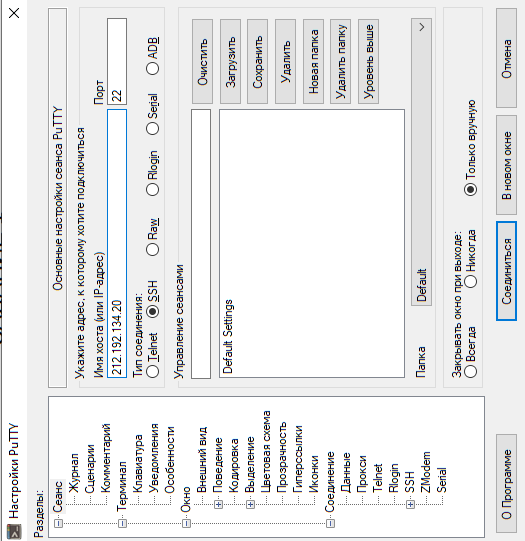 Настройки PuTTY
Разделы:
Сеанс
Журнал
Сценарии
Комментарий
Терминал
Клавиатура
Уведомления
Особенности
Окно
Внешний вид
Поведение
Кодировка
Выделение
Цветовая схема
Прозрачность
Гиперссылки
Иконки
Соединение
Данные
Прокси
Telnet
Rlogin
SSH
ZModem
Serial
О Программе
Основные настройки сеанса PuTTY
Укажите адрес, к которому хотите подключиться
Имя хоста (или IP-адрес) Порт
212.192.134.20 22
Тип соединения:
Telnet SSH Raw Rlogin Serial ADB
Управление сеансами
Очистить
Default Settings
Загрузить
Сохранить
Удалить
Новая папка
Удалить папку
Уровень выше
Папка Default
Закрывать окно при выходе:
Всегда Никогда Только вручную
Соединиться В новом окне Отмена